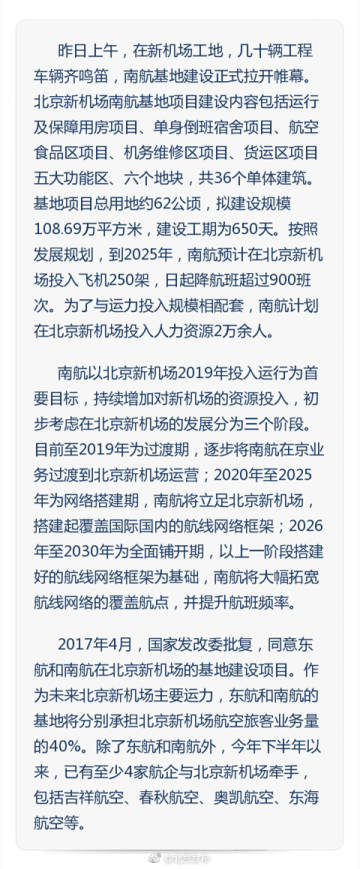 昨日上午，在新机场工地，几十辆工程
车辆齐鸣笛，南航基地建设正式拉开帷幕。
北京新机场南航基地项目建设内容包括运行
及保障用房项目、单身倒班宿舍项目、航空
食品区项目、机务维修区项目、货运区项目
五大功能区、六个地块，共36个单体建筑。
基地项目总用地约62公顷，拟建设规模
108.69万平方米，建设工期为650天。按照
发展规划，到2025年，南航预计在北京新机
场投入飞机250架，日起降航班超过900班
次。为了与运力投入规模相配套，南航计划
在北京新机场投入人力资源2万余人。
南航以北京新机场2019年投入运行为首
要目标，持续增加对新机场的资源投入，初
步考虑在北京新机场的发展分为三个阶段。
目前至2019年为过渡期，逐步将南航在京业
务过渡到北京新机场运营；2020年至2025
年为网络搭建期，南航将立足北京新机场，
搭建起覆盖国际国内的航线网络框架；2026
年至2030年为全面铺开期，以上一阶段搭建
好的航线网络框架为基础，南航将大幅拓宽
航线网络的覆盖航点，并提升航班频率。
2017年4月，国家发改委批复，同意东
航和南航在北京新机场的基地建设项目。作
为未来北京新机场主要运力，东航和南航的
基地将分别承担北京新机场航空旅客业务量
的40%。除了东航和南航外，今年下半年以
来，已有至少4家航企与北京新机场牵手，
包括吉祥航空、春秋航空、奥凯航空、东海
航空等。